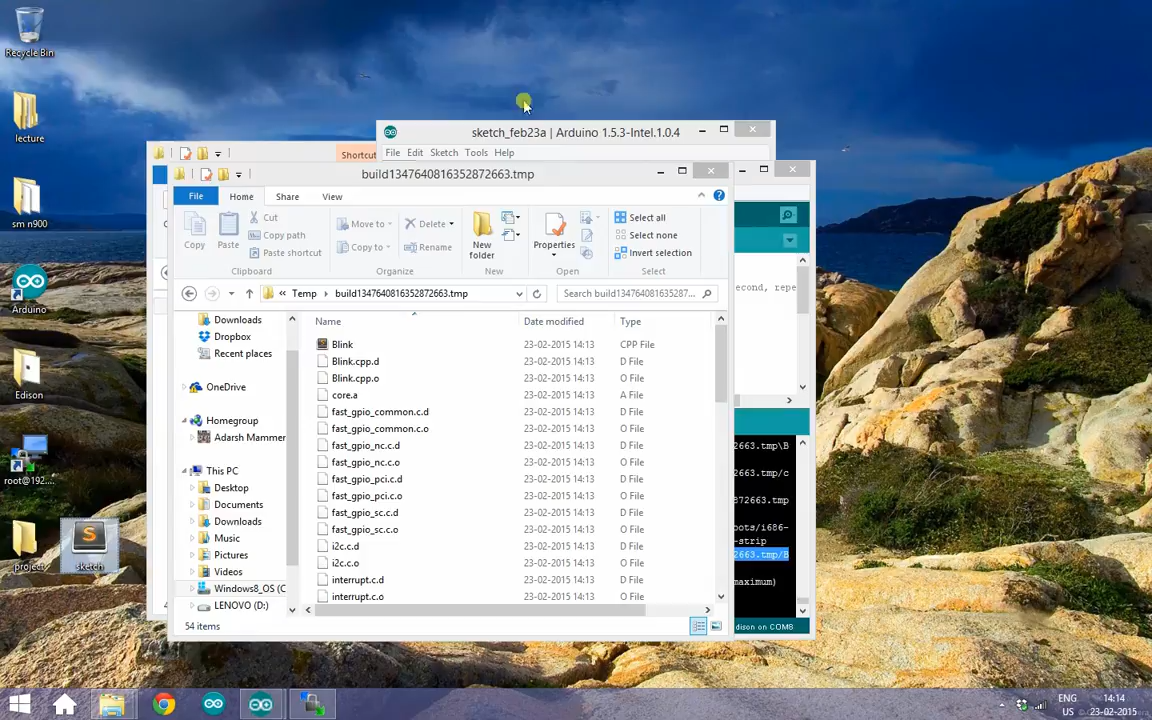 Recycle Bin
lecture
sm n900
Arduino
Edison
root@192....
project
sketch
sketch_feb23a | Arduino 1.5.3-Intel.1.0.4
File Edit Sketch Tools Help
Shortcut
build1347640816352872663.tmp
File Home Share View
Copy
Paste
Cut
Copy path
Paste shortcut
Move to
Copy to
Delete
Rename
New
folder
Properties
Select all
Select none
Invert selection
Clipboard Organize New Open Select
Temp build1347640816352872663.tmp
Search build134764081635287...
second, repe
Downloads
Dropbox
Recent places
OneDrive
Homegroup
Adarsh Mammer
This PC
Desktop
Documents
Downloads
Music
Pictures
Videos
Windows8_OS (C
LENOVO (D:)
Name Date modified Type
Blink 23-02-2015 14:13 CPP File
Blink.cpp.d 23-02-2015 14:13 D File
Blink.cpp.o 23-02-2015 14:13 O File
core.a 23-02-2015 14:13 A File
fast_gpio_common.c.d 23-02-2015 14:13 D File
fast_gpio_common.c.o 23-02-2015 14:13 O File
fast_gpio_nc.c.d 23-02-2015 14:13 D File
fast_gpio_nc.c.o 23-02-2015 14:13 O File
fast_gpio_pci.c.d 23-02-2015 14:13 D File
fast_gpio_pci.c.o 23-02-2015 14:13 O File
fast_gpio_sc.c.d 23-02-2015 14:13 D File
fast_gpio_sc.c.o 23-02-2015 14:13 O File
i2c.c.d 23-02-2015 14:13 D File
i2c.c.o 23-02-2015 14:13 O File
interrupt.c.d 23-02-2015 14:13 D File
interrupt.c.o 23-02-2015 14:13 O File
2663.tmp\B
2663.tmp/c
872663.tmp
oots/i686-
-strip
2663.tmp/B
maximum)
dison on COM8
54 items
ENG
US
14:14
23-02-2015